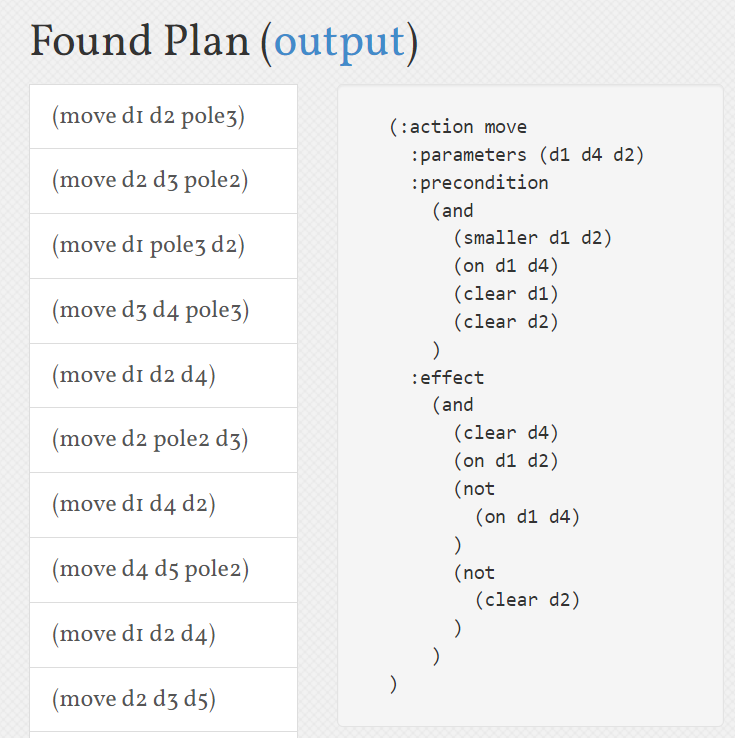 Found Plan (output)
(move d1 d2 pole3)
(move d2 d3 pole2)
(move d1 pole3 d2)
(move d3 d4 pole3)
(move d1 d2 d4)
(move d2 pole2 d3)
(move d1 d4 d2)
(move d4 d5 pole2)
(move d1 d2 d4)
(move d2 d3 d5)
(:action move
  :parameters (d1 d4 d2)
  :precondition
    (and
      (smaller d1 d2)
      (on d1 d4)
      (clear d1)
      (clear d2)
    )
  :effect
    (and
      (clear d4)
      (on d1 d2)
      (not
        (on d1 d4)
      )
      (not
        (clear d2)
      )
    )
)